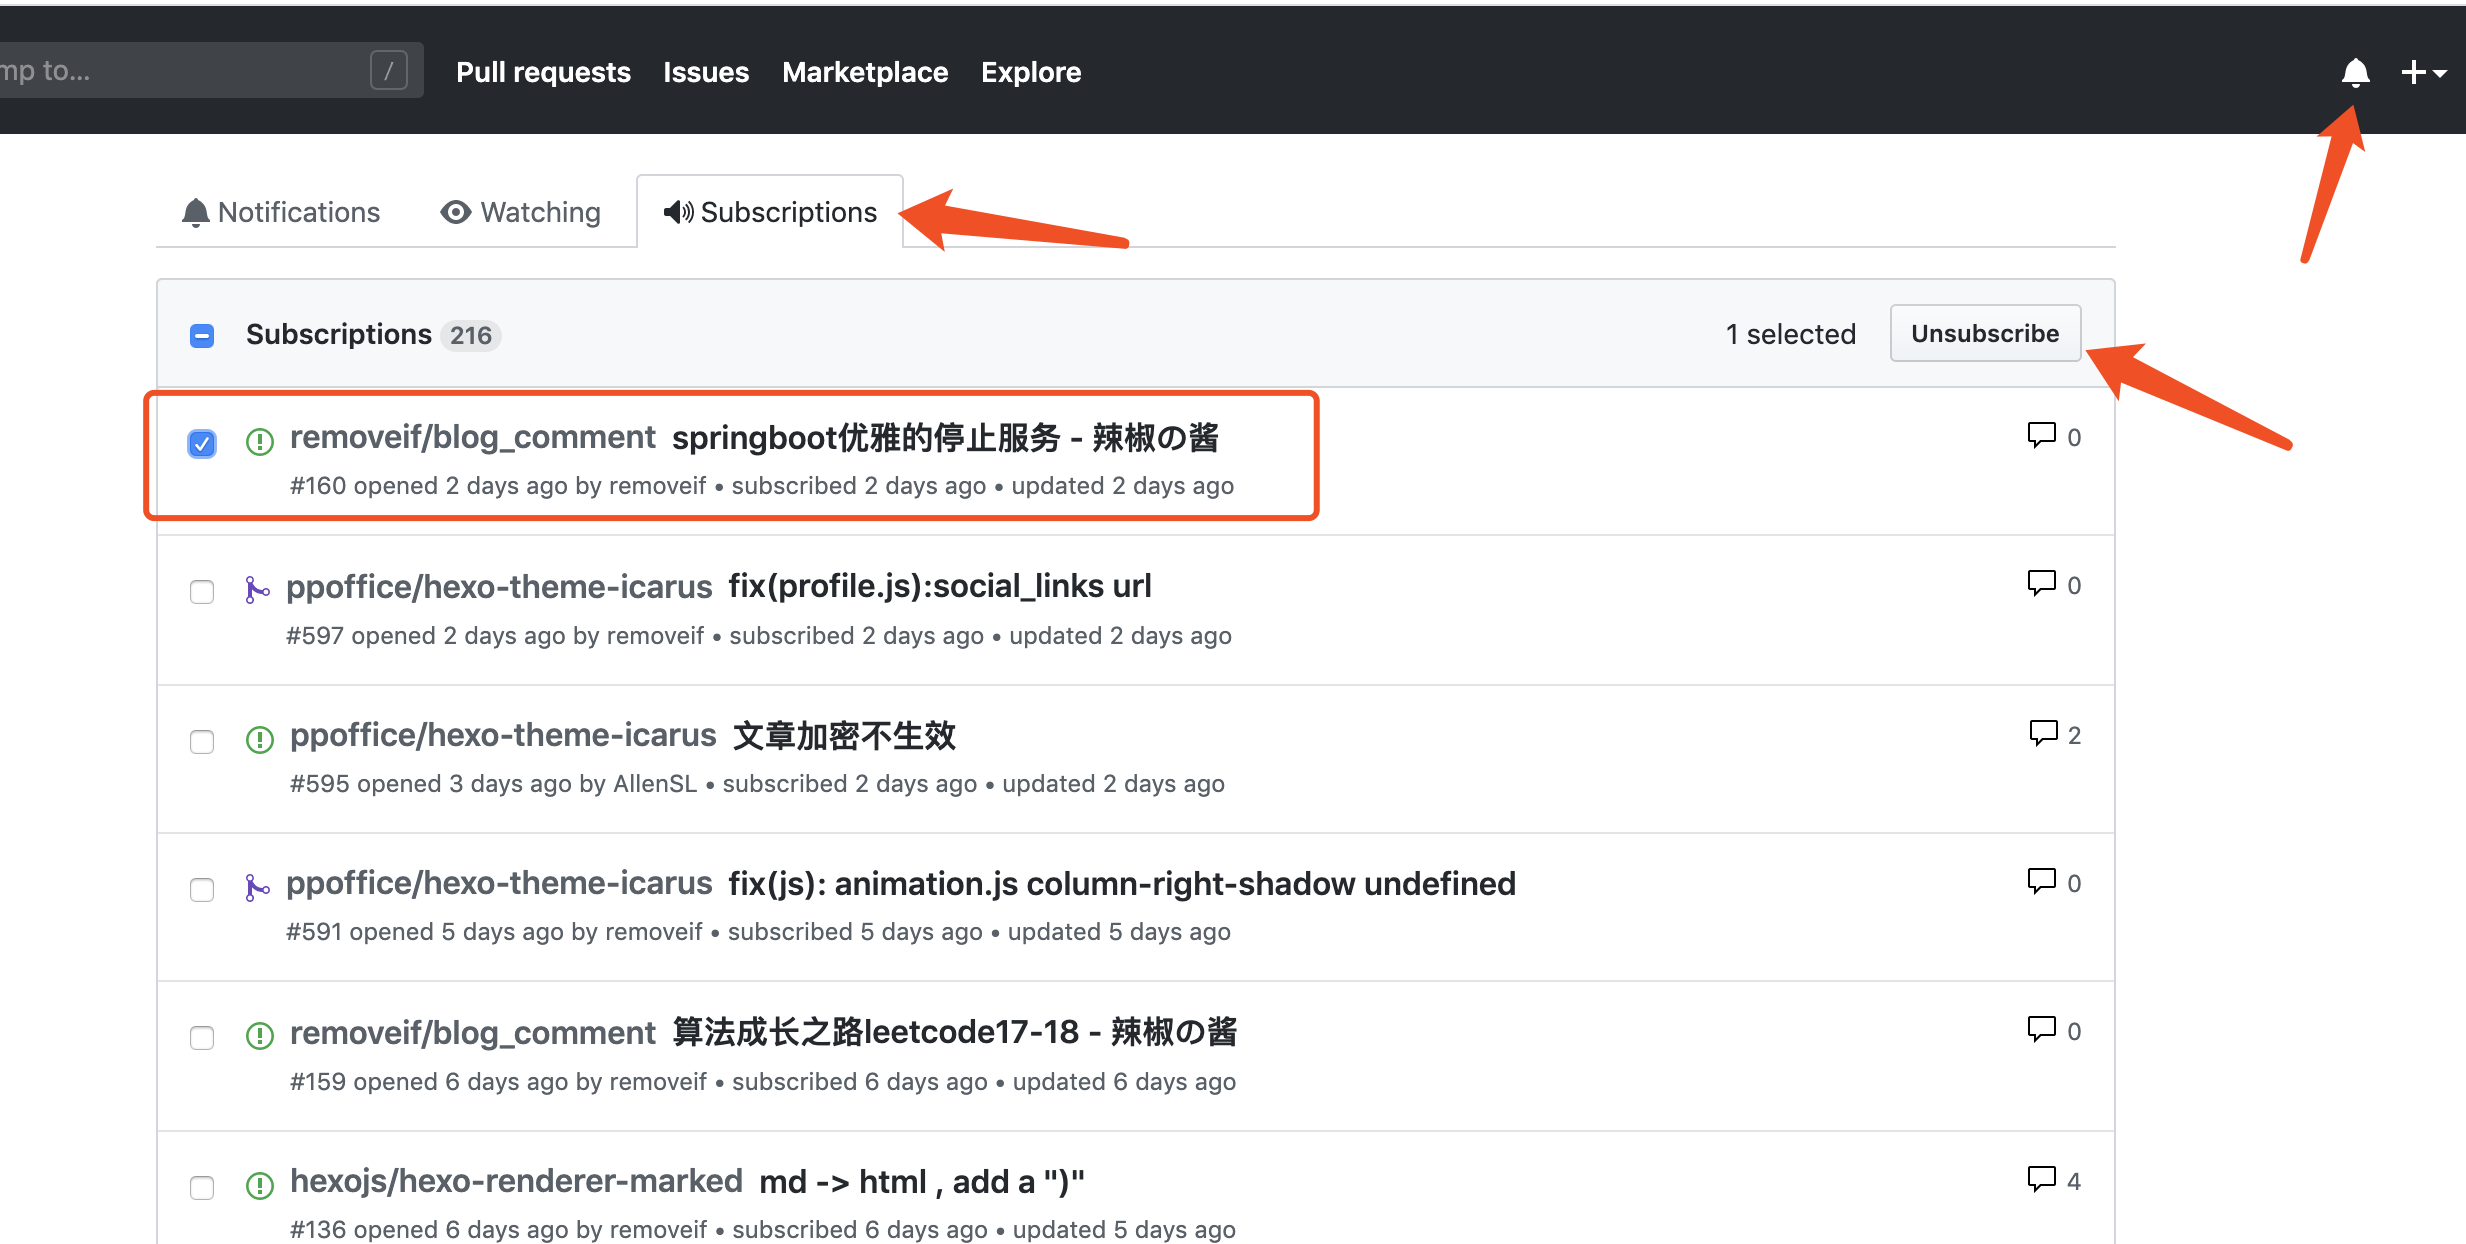 mp to... /
Pull requests Issues Marketplace Explore
Notifications Watching Subscriptions
Subscriptions 216 1 selected Unsubscribe
removeif/blog_comment springboot优雅的停止服务 - 辣椒の酱 0
#160 opened 2 days ago by removeif • subscribed 2 days ago • updated 2 days ago
ppoffice/hexo-theme-icarus fix(profile.js):social_links url 0
#597 opened 2 days ago by removeif • subscribed 2 days ago • updated 2 days ago
ppoffice/hexo-theme-icarus 文章加密不生效 2
#595 opened 3 days ago by AllenSL • subscribed 2 days ago • updated 2 days ago
ppoffice/hexo-theme-icarus fix(js): animation.js column-right-shadow undefined 0
#591 opened 5 days ago by removeif • subscribed 5 days ago • updated 5 days ago
removeif/blog_comment 算法成长之路leetcode17-18 - 辣椒の酱 0
#159 opened 6 days ago by removeif • subscribed 6 days ago • updated 6 days ago
hexojs/hexo-renderer-marked md -> html , add a ")" 4
#136 opened 6 days ago by removeif • subscribed 6 days ago • updated 5 days ago